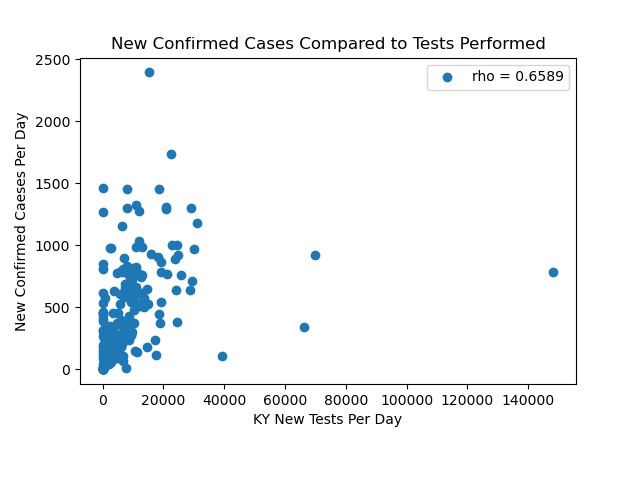 New Confirmed Cases Compared to Tests Performed
rho = 0.6589
New Confirmed Caeses Per Day
2500
2000
1500
1000
500
0
0 20000 40000 60000 80000 100000 120000 140000
KY New Tests Per Day